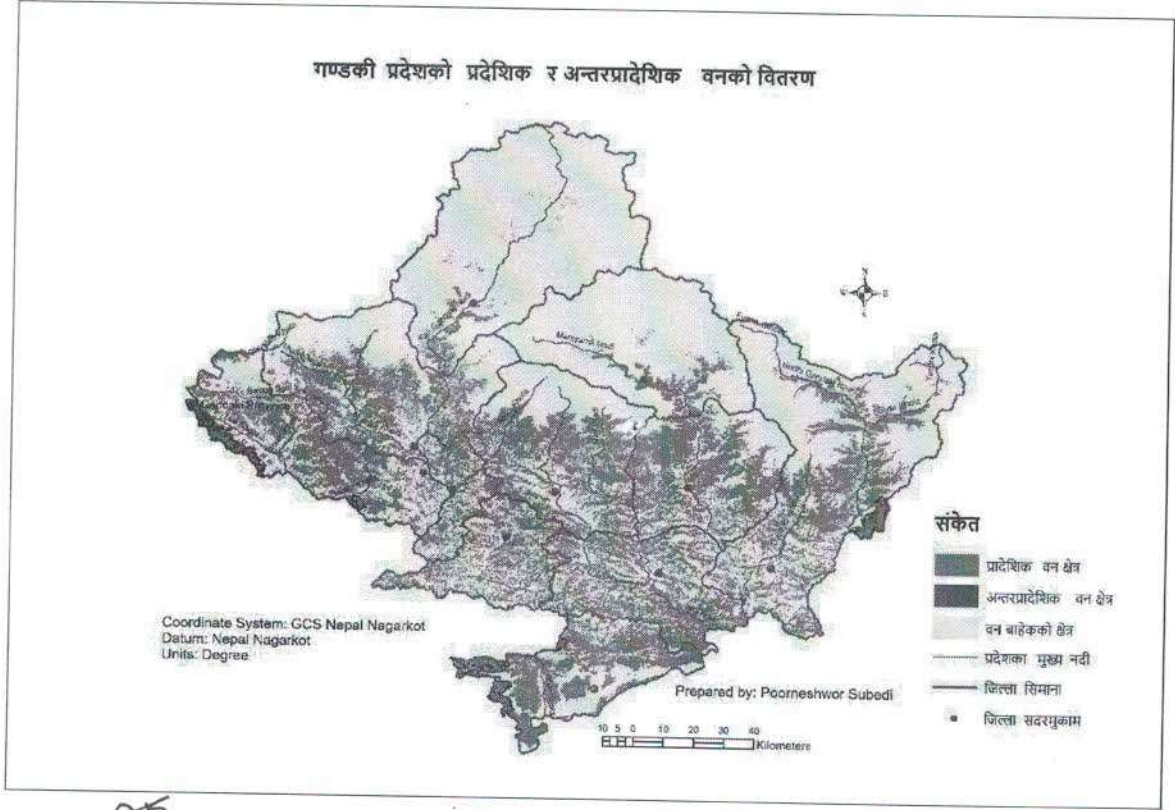 गण्डकी प्रदेशको प्रदेशिक र अन्तरप्रादेशिक वनको वितरण
N
W
Marsyandi Nadi
संकेत
प्रादेशिक वन क्षेत्र
अन्तरप्रादेशिक वन क्षेत्र
वन बाहेकको क्षेत्र
प्रदेशका मुख्य नदी
जिल्ला सिमाना
जिल्ला सदरमुकाम
Coordinate System: GCS Nepal Nagarkot
Datum: Nepal Nagarkot
Units: Degree
Prepared by: Poorneshwor Subedi
10 5 0 10 20 30 40
Kilometers